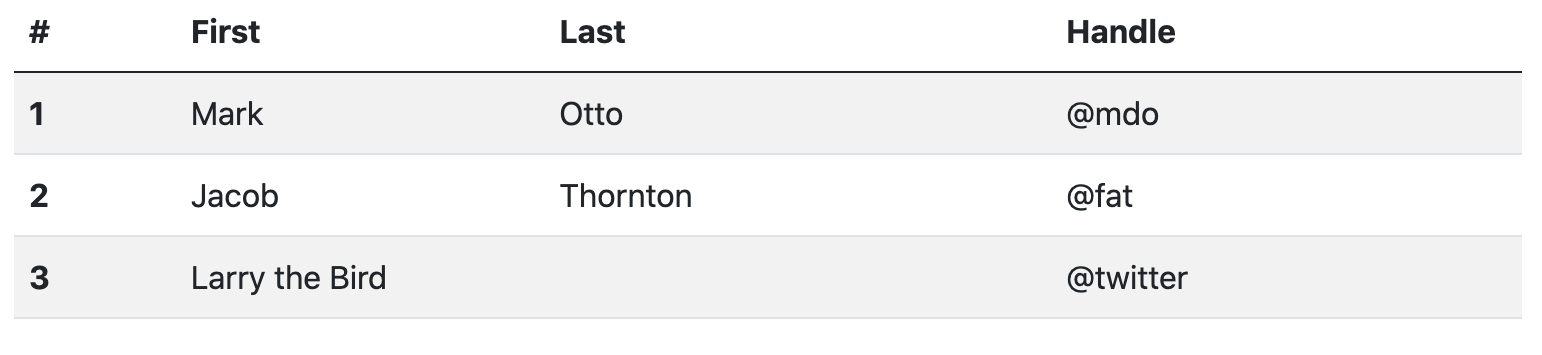 # First Last Handle
1 Mark Otto @mdo
2 Jacob Thornton @fat
3 Larry the Bird @twitter